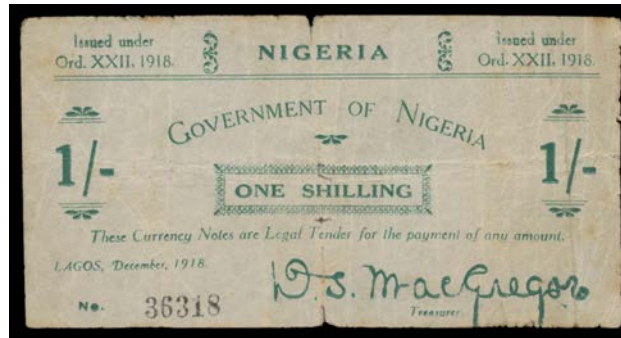 Issued under
Ord. XXII, 1918.
NIGERIA
Issued under
Ord. XXII, 1918.
GOVERNMENT OF NIGERIA
1/-
ONE SHILLING
1/-
These Currency Notes are Legal Tender for the payment of any amount.
LAGOS, December, 1918.
No. 36318
D.S. MacGregor
Treasurer.